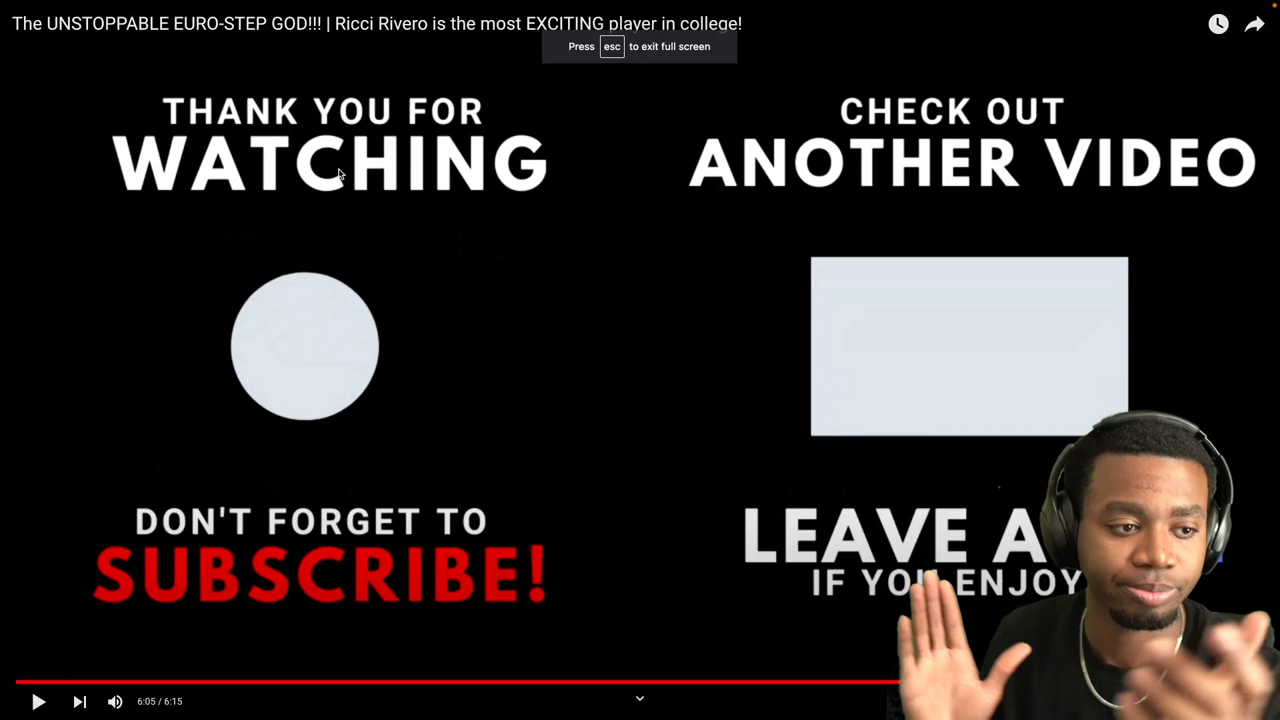 The UNSTOPPABLE EURO-STEP GOD!!! | Ricci Rivero is the most EXCITING player in college!
Press esc to exit full screen
THANK YOU FOR
WATCHING
CHECK OUT
ANOTHER VIDEO
DON'T FORGET TO
SUBSCRIBE!
LEAVE A
IF YOU ENJOY
6:05 / 6:15